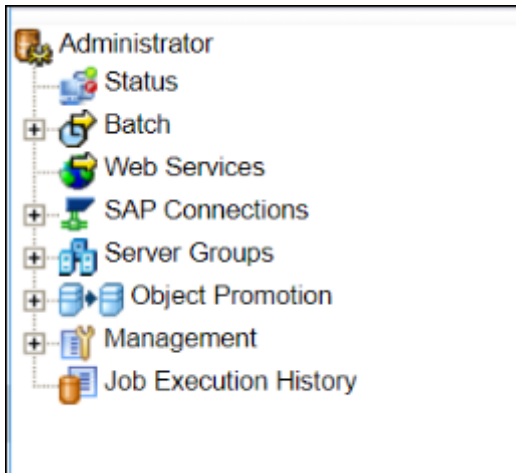 Administrator
Status
Batch
Web Services
SAP Connections
Server Groups
Object Promotion
Management
Job Execution History